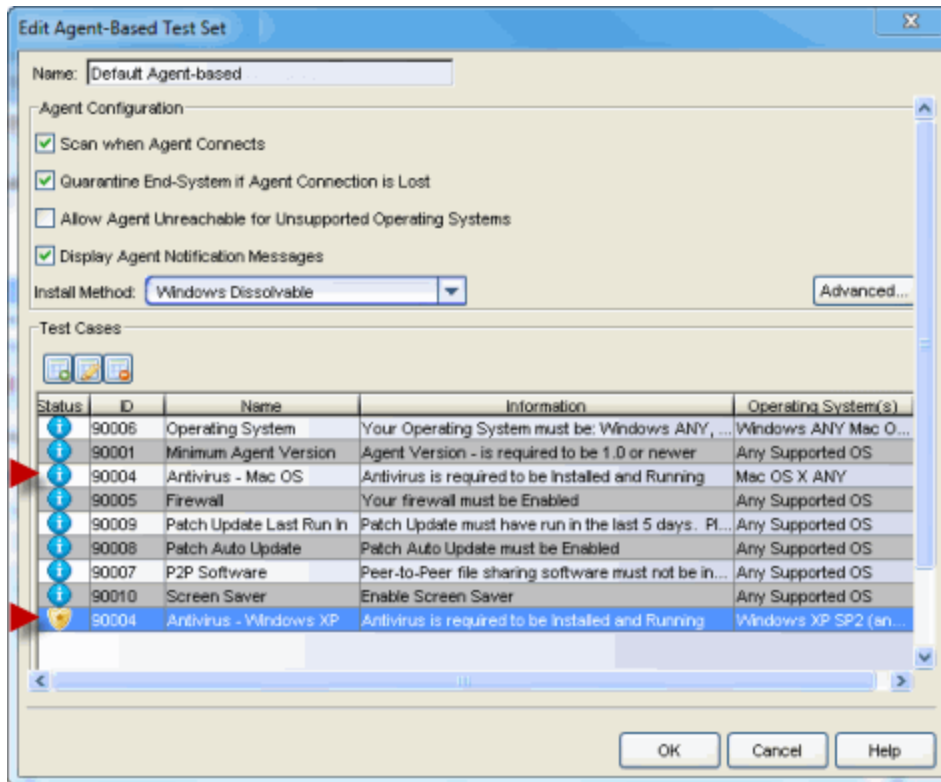 Edit Agent-Based Test Set
Name: Default Agent-based
Agent Configuration
Scan when Agent Connects
Quarantine End-System if Agent Connection is Lost
Allow Agent Unreachable for Unsupported Operating Systems
Display Agent Notification Messages
Install Method: Windows Dissolvable Advanced...
Test Cases
Status ID Name Information Operating System(s)
90006 Operating System Your Operating System must be: Windows ANY, ... Windows ANY Mac O...
90001 Minimum Agent Version Agent Version - is required to be 1.0 or newer Any Supported OS
90004 Antivirus - Mac OS Antivirus is required to be Installed and Running Mac OS X ANY
90005 Firewall Your firewall must be Enabled Any Supported OS
90009 Patch Update Last Run In Patch Update must have run in the last 5 days. Pl... Any Supported OS
90008 Patch Auto Update Patch Auto Update must be Enabled Any Supported OS
90007 P2P Software Peer-to-Peer file sharing software must not be in... Any Supported OS
90010 Screen Saver Enable Screen Saver Any Supported OS
90004 Antivirus - Windows XP Antivirus is required to be Installed and Running Windows XP SP2 (an...
OK Cancel Help